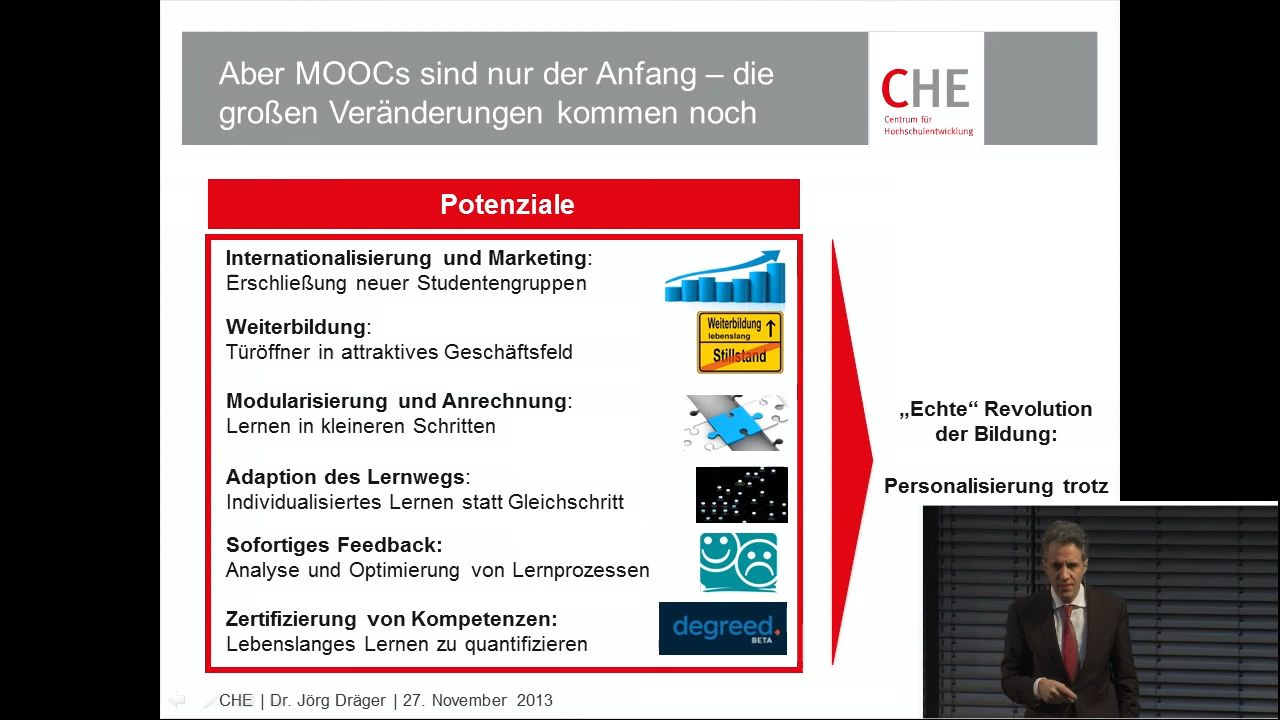 Aber MOOCs sind nur der Anfang – die
großen Veränderungen kommen noch
CHE
Centrum für
Hochschulentwicklung
Potenziale
Internationalisierung und Marketing:
Erschließung neuer Studentengruppen
Weiterbildung:
Türöffner in attraktives Geschäftsfeld
Weiterbildung
lebenslang
Stillstand
Modularisierung und Anrechnung:
Lernen in kleineren Schritten
Adaption des Lernwegs:
Individualisiertes Lernen statt Gleichschritt
Sofortiges Feedback:
Analyse und Optimierung von Lernprozessen
Zertifizierung von Kompetenzen:
Lebenslanges Lernen zu quantifizieren
degreed.
BETA
„Echte“ Revolution
der Bildung:
Personalisierung trotz
CHE | Dr. Jörg Dräger | 27. November 2013